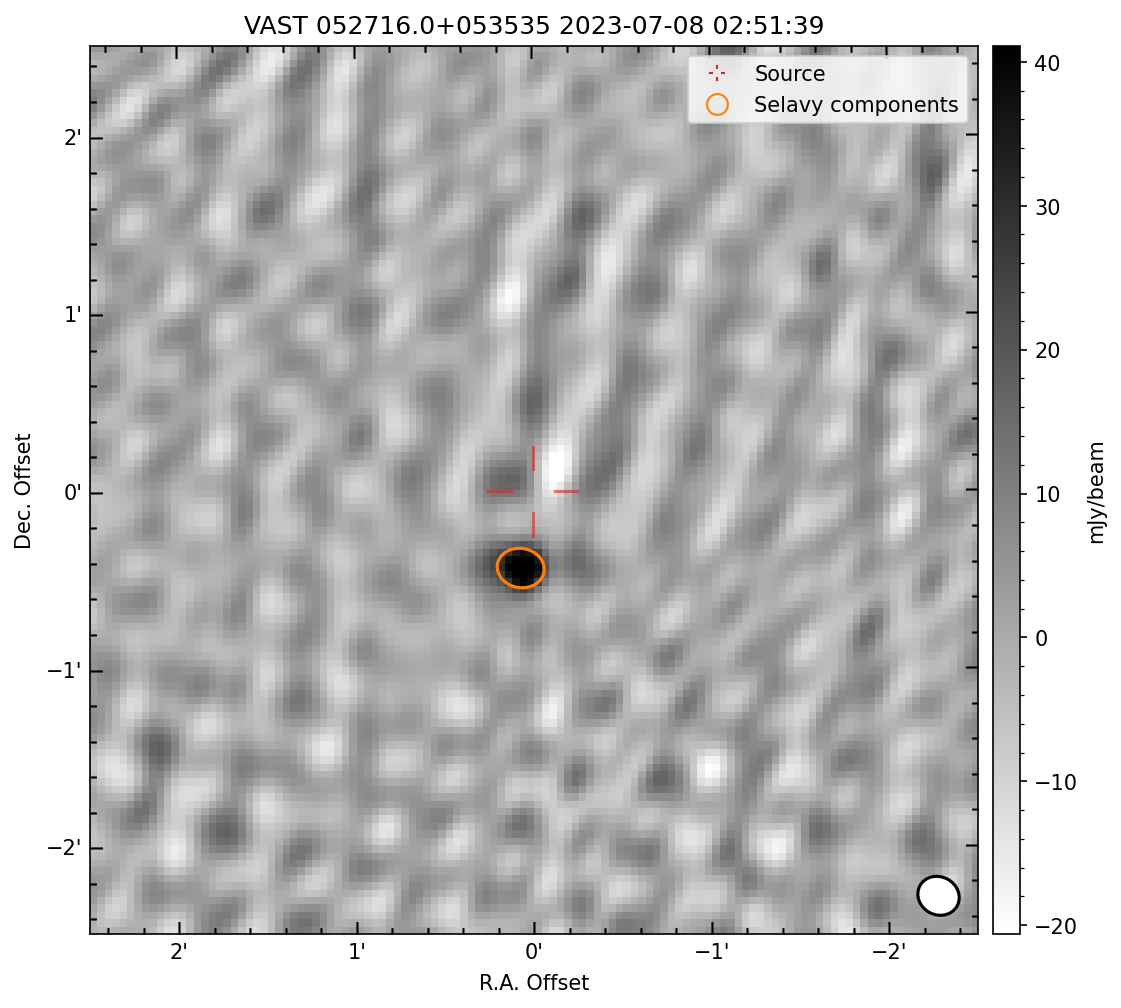 VAST 052716.0+053535 2023-07-08 02:51:39
Source
Selavy components
2'
1'
0'
−1'
−2'
Dec. Offset
2'
1'
0'
−1'
−2'
R.A. Offset
40
30
20
10
0
−10
−20
mJy/beam